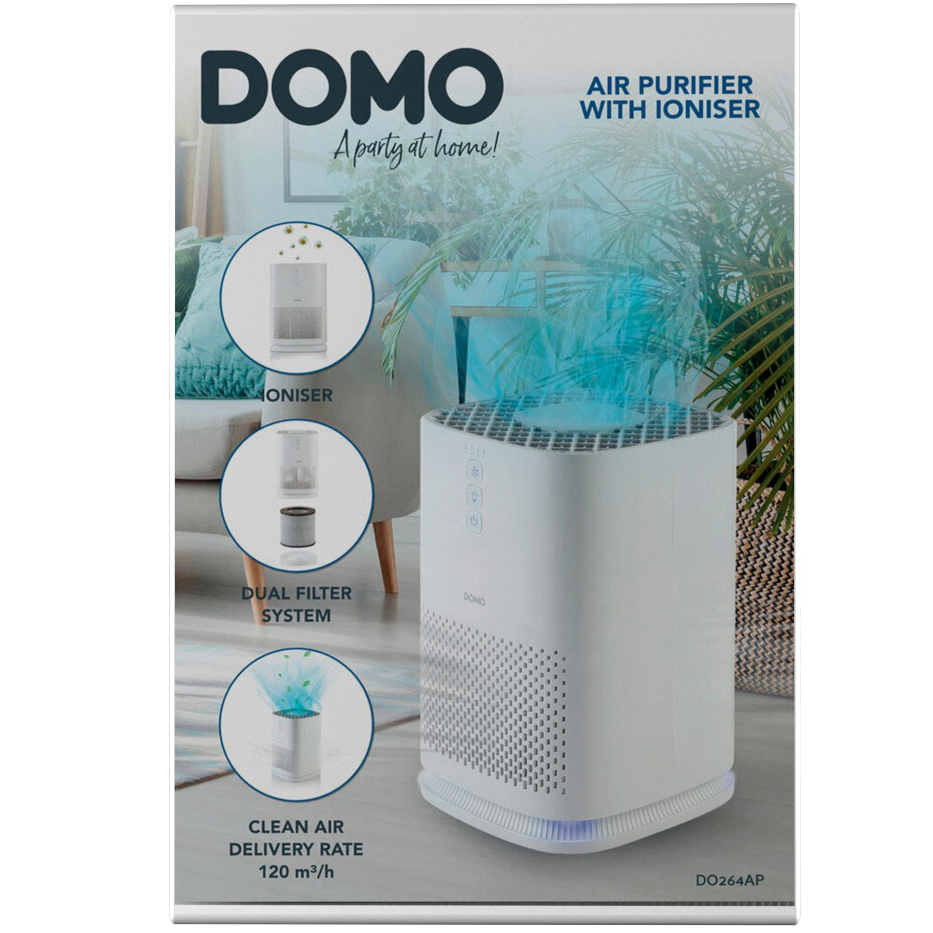 DOMO
A party at home!
AIR PURIFIER
WITH IONISER
IONISER
DUAL FILTER
SYSTEM
CLEAN AIR
DELIVERY RATE
120 m³/h
DOMO
DO264AP